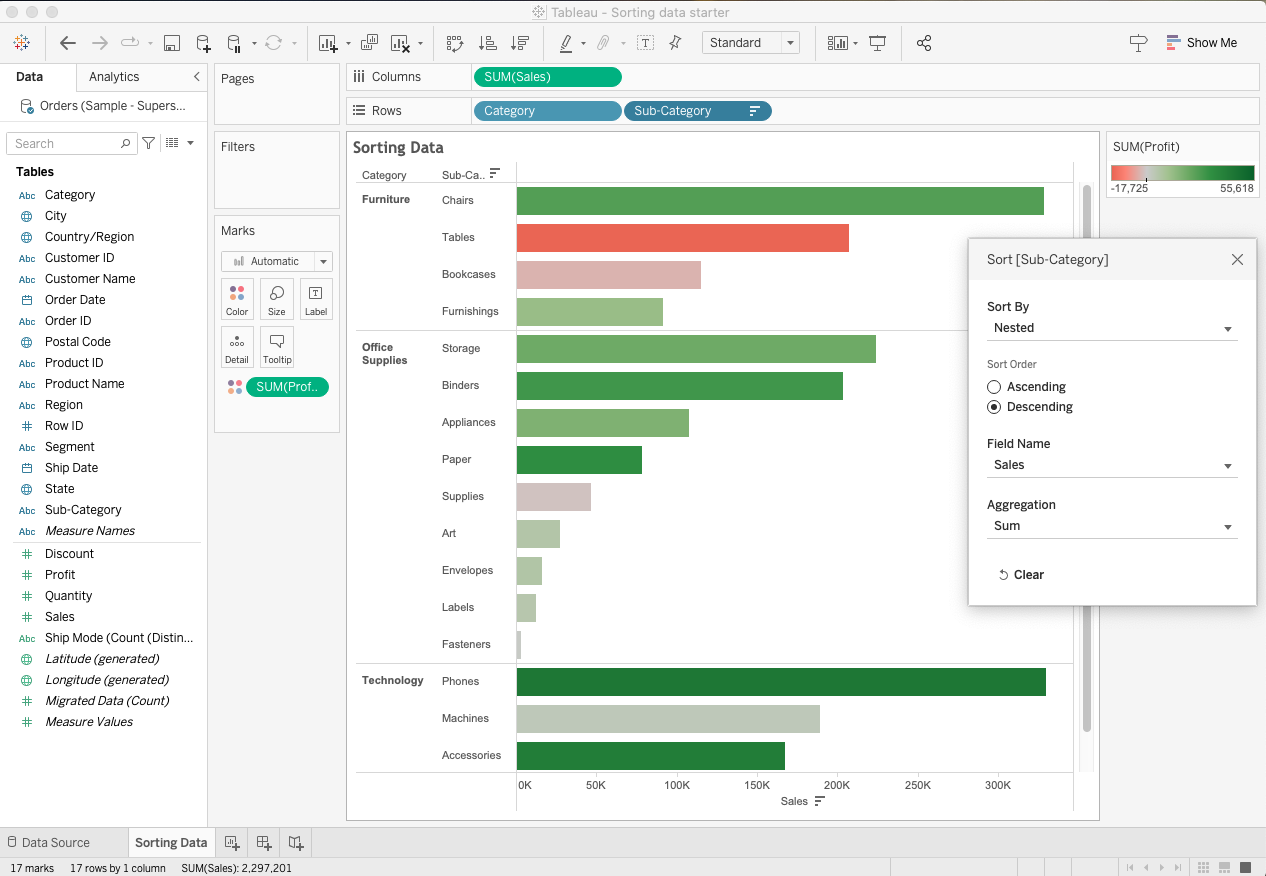 Tableau - Sorting data starter
Standard
Show Me
Data
Analytics
Orders (Sample - Supers...
Search
Tables
Abc Category
City
Country/Region
Abc Customer ID
Abc Customer Name
Order Date
Abc Order ID
Postal Code
Abc Product ID
Abc Product Name
Abc Region
Row ID
Abc Segment
Ship Date
State
Abc Sub-Category
Abc Measure Names
Discount
Profit
Quantity
Sales
Abc Ship Mode (Count (Distin...
Latitude (generated)
Longitude (generated)
Migrated Data (Count)
Measure Values
Pages
Filters
Marks
Automatic
Color
Size
T
Label
Detail
Tooltip
SUM(Prof..
Columns
SUM(Sales)
Rows
Category
Sub-Category
Sorting Data
Category
Sub-Ca..
Furniture
Chairs
Tables
Bookcases
Furnishings
Office
Supplies
Storage
Binders
Appliances
Paper
Supplies
Art
Envelopes
Labels
Fasteners
Technology
Phones
Machines
Accessories
0K 50K 100K 150K 200K 250K 300K
Sales
SUM(Profit)
-17,725 55,618
Sort [Sub-Category]
Sort By
Nested
Sort Order
Ascending
Descending
Field Name
Sales
Aggregation
Sum
Clear
Data Source
Sorting Data
17 marks 17 rows by 1 column SUM(Sales): 2,297,201